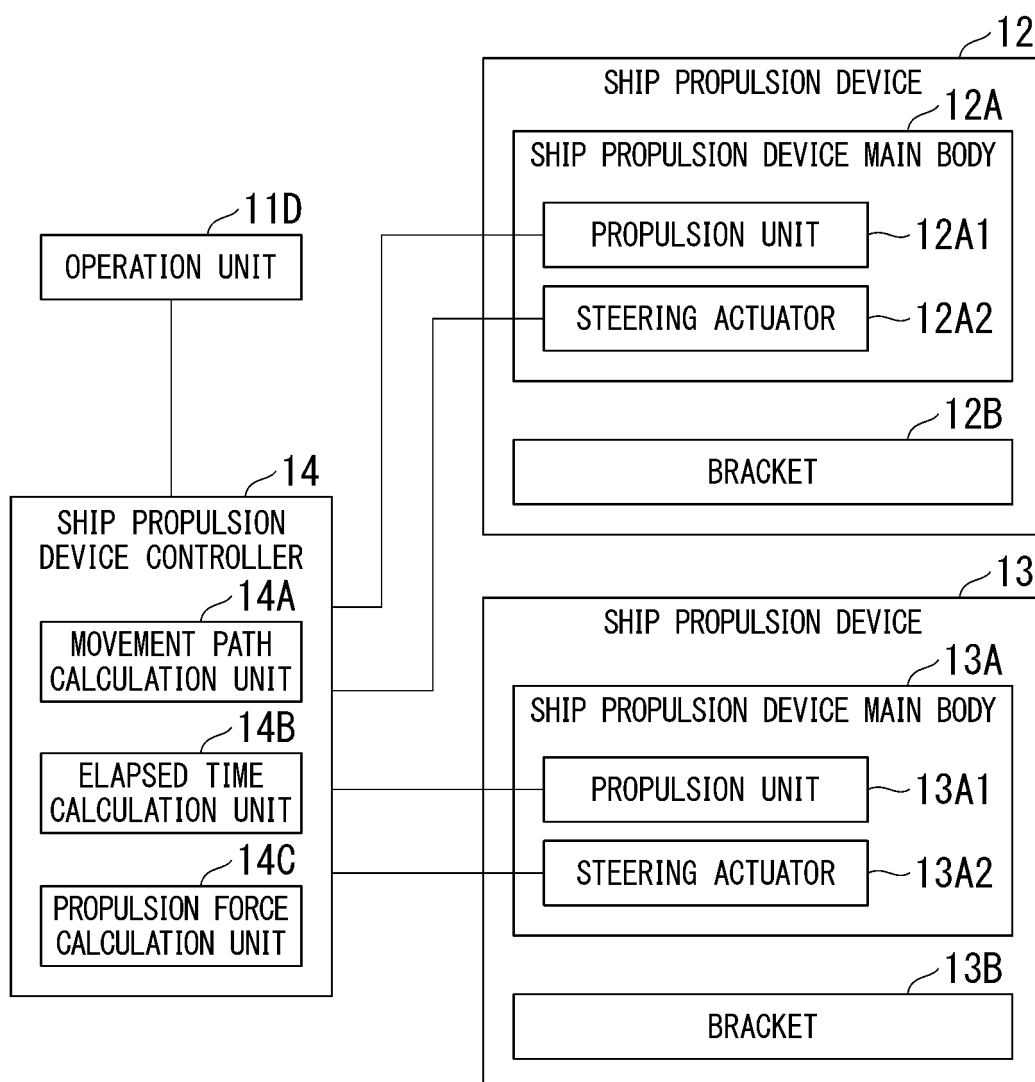 11D
OPERATION UNIT
14
SHIP PROPULSION
DEVICE CONTROLLER
14A
MOVEMENT PATH
CALCULATION UNIT
14B
ELAPSED TIME
CALCULATION UNIT
14C
PROPULSION FORCE
CALCULATION UNIT
12
SHIP PROPULSION DEVICE
12A
SHIP PROPULSION DEVICE MAIN BODY
PROPULSION UNIT
12A1
STEERING ACTUATOR
12A2
12B
BRACKET
13
SHIP PROPULSION DEVICE
13A
SHIP PROPULSION DEVICE MAIN BODY
PROPULSION UNIT
13A1
STEERING ACTUATOR
13A2
13B
BRACKET